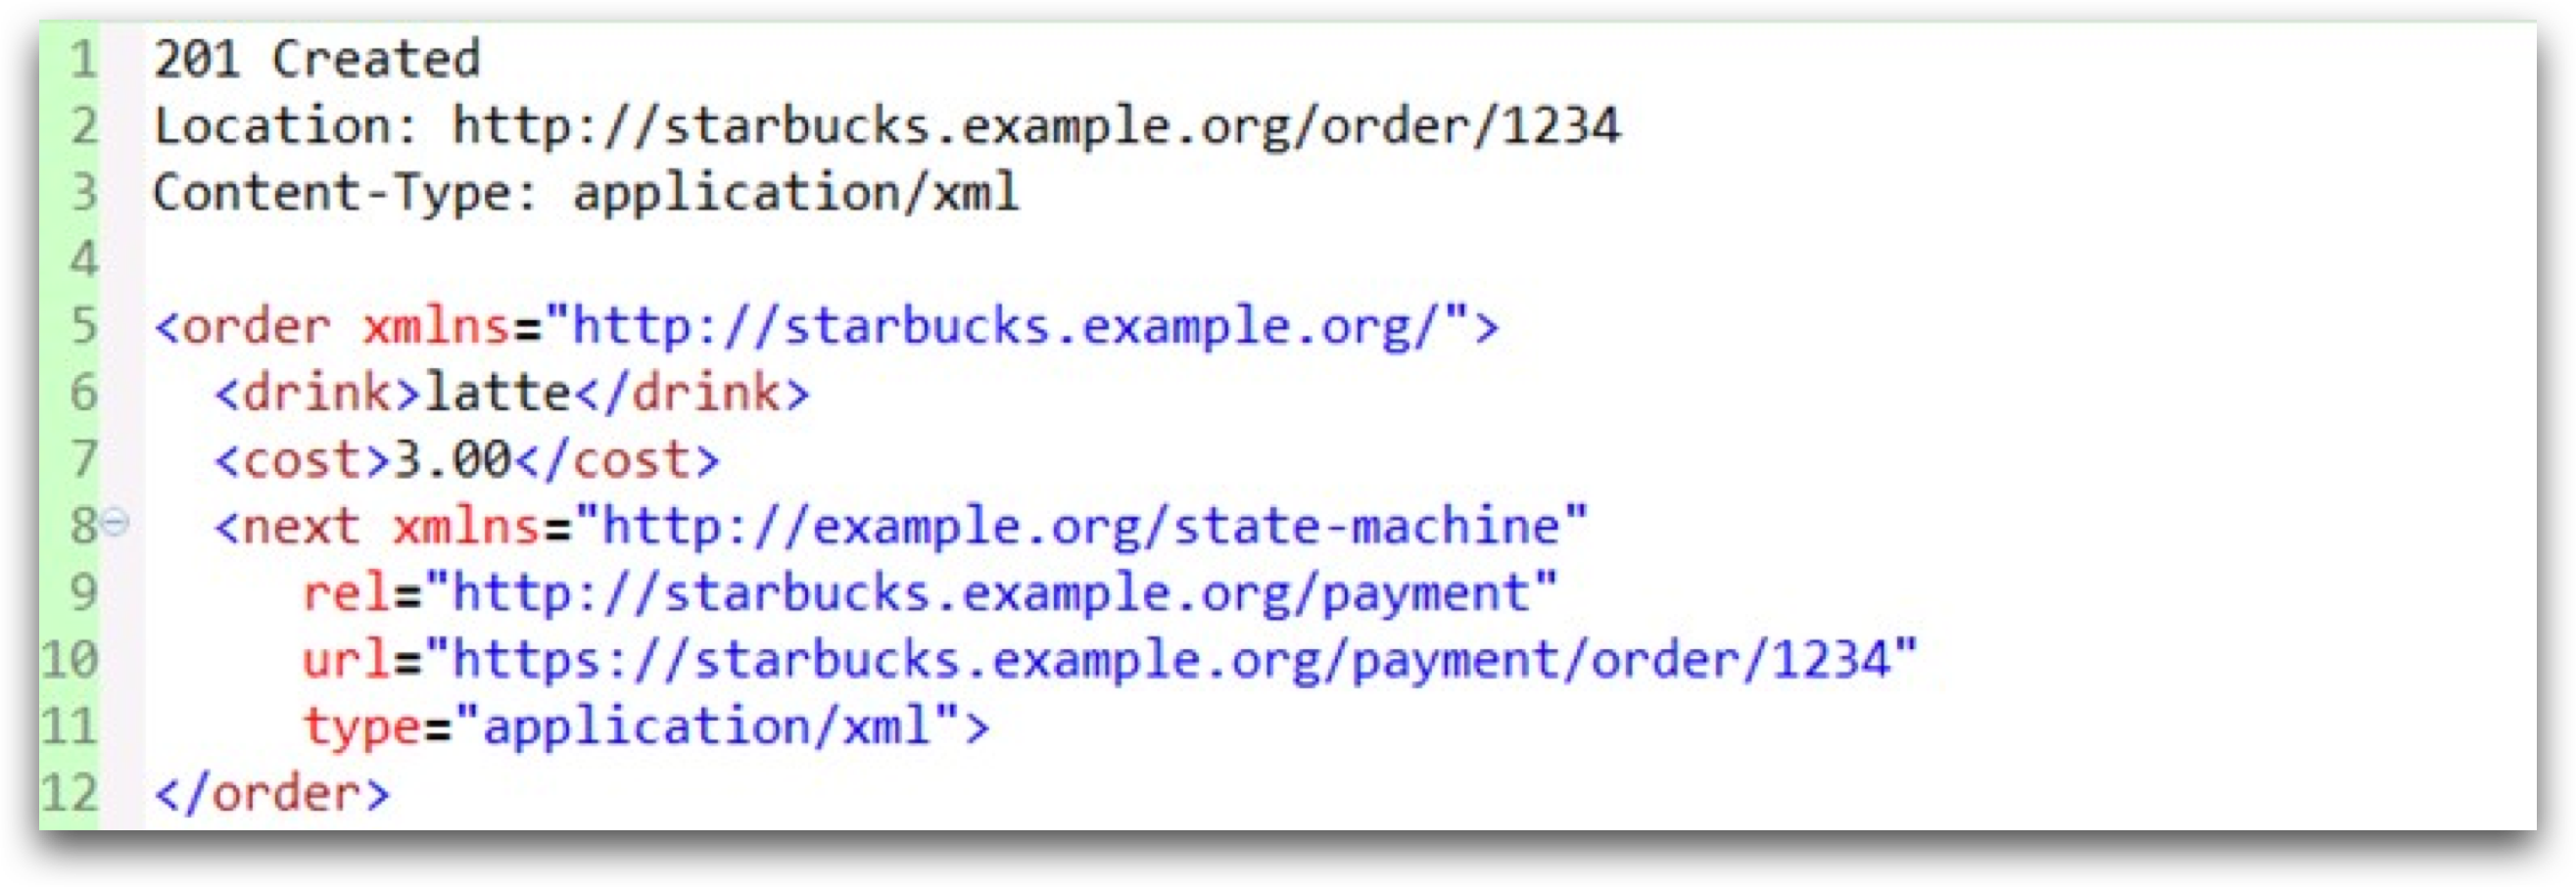 1 201 Created
2 Location: http://starbucks.example.org/order/1234
3 Content-Type: application/xml
4
5 <order xmlns="http://starbucks.example.org/">
6   <drink>latte</drink>
7   <cost>3.00</cost>
8   <next xmlns="http://example.org/state-machine"
9      rel="http://starbucks.example.org/payment"
10      url="https://starbucks.example.org/payment/order/1234"
11      type="application/xml">
12 </order>